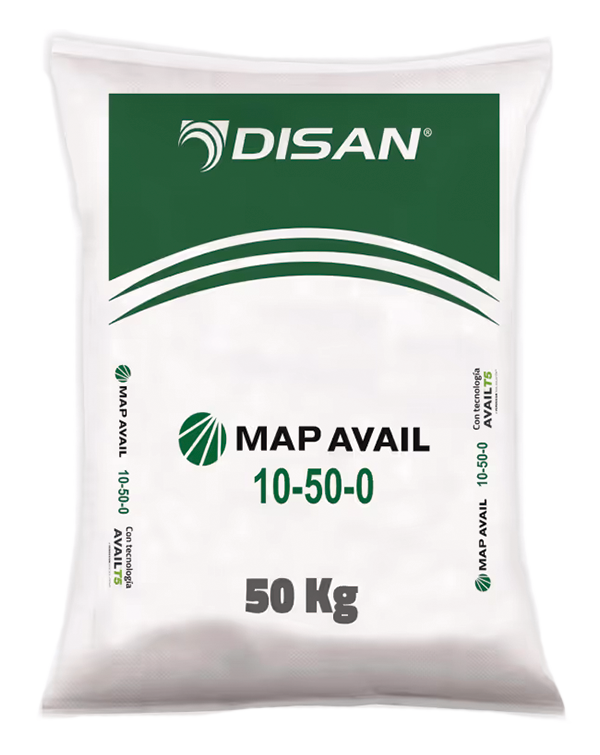 DISAN®
MAP AVAIL
10-50-0
50 Kg
MAP AVAIL 10-50-0
Con tecnología
AVAIL T5
MAP AVAIL 10-50-0
Con tecnología
AVAIL T5